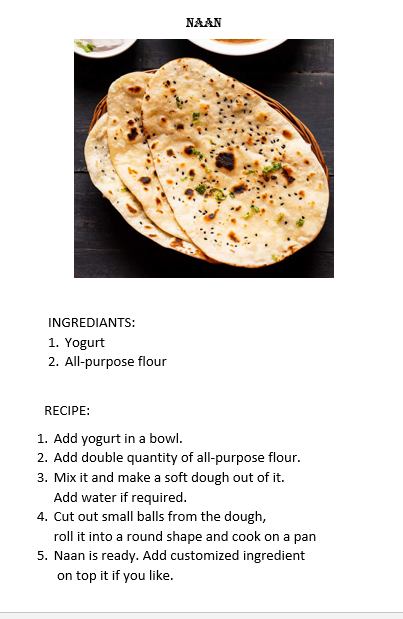 NAAN
INGREDIANTS:
1. Yogurt
2. All-purpose flour
RECIPE:
1. Add yogurt in a bowl.
2. Add double quantity of all-purpose flour.
3. Mix it and make a soft dough out of it.
Add water if required.
4. Cut out small balls from the dough,
roll it into a round shape and cook on a pan
5. Naan is ready. Add customized ingredient
on top it if you like.